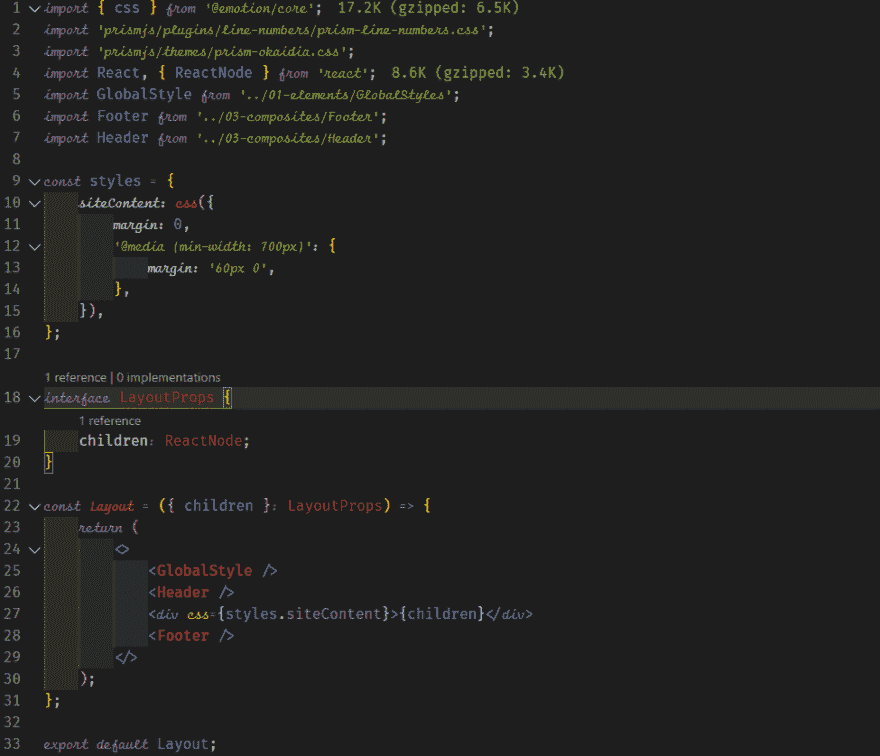 1 import { css } from '@emotion/core'; 17.2K (gzipped: 6.5K)
2 import 'prismjs/plugins/line-numbers/prism-line-numbers.css';
3 import 'prismjs/themes/prism-okaidia.css';
4 import React, { ReactNode } from 'react'; 8.6K (gzipped: 3.4K)
5 import GlobalStyle from '../01-elements/GlobalStyles';
6 import Footer from '../03-composites/Footer';
7 import Header from '../03-composites/Header';
8
9 const styles = {
10 siteContent: css({
11 margin: 0,
12 '@media (min-width: 700px)': {
13 margin: '60px 0',
14 },
15 }),
16 };
17
1 reference | 0 implementations
18 interface LayoutProps {
1 reference
19 children: ReactNode;
20 }
21
22 const Layout = ({ children }: LayoutProps) => {
23 return (
24 <>
25 <GlobalStyle />
26 <Header />
27 <div css={styles.siteContent}>{children}</div>
28 <Footer />
29 </>
30 );
31 };
32
33 export default Layout;